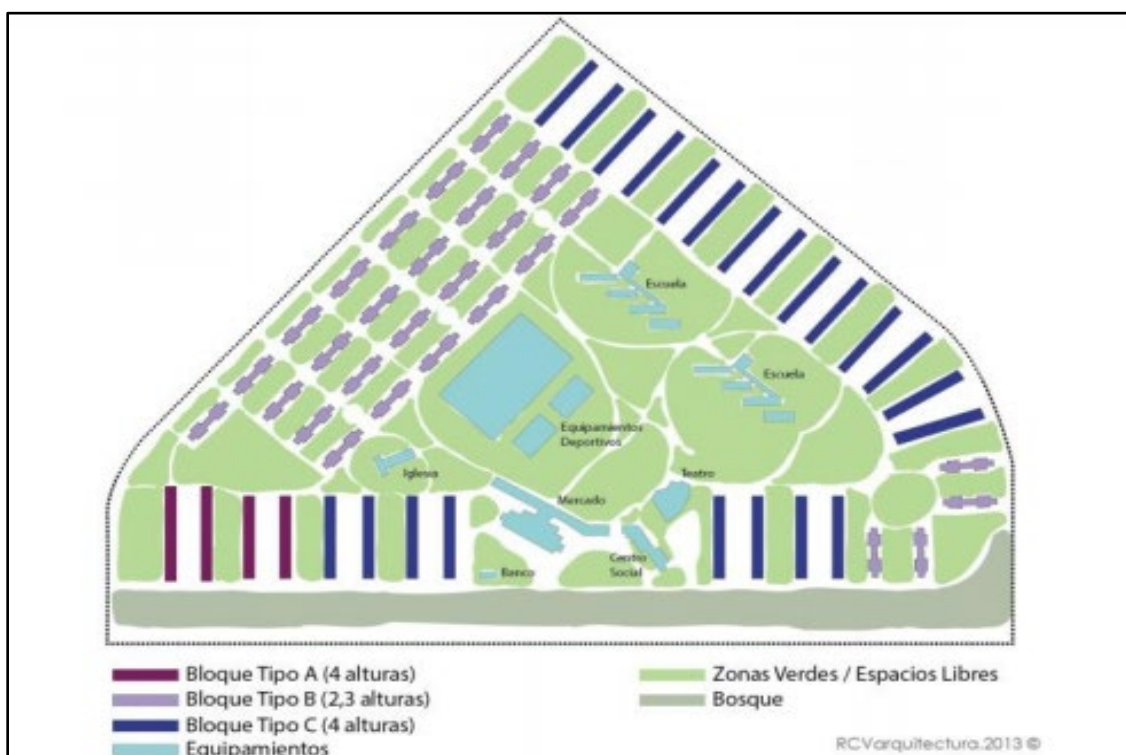 Escuela
Escuela
Equipamientos
Deportivos
Iglesia
Teatro
Mercado
Centro
Social
Banco
Bloque Tipo A (4 alturas)
Bloque Tipo B (2,3 alturas)
Bloque Tipo C (4 alturas)
Equipamientos
Zonas Verdes / Espacios Libres
Bosque
RCVarquitectura.2013 ©